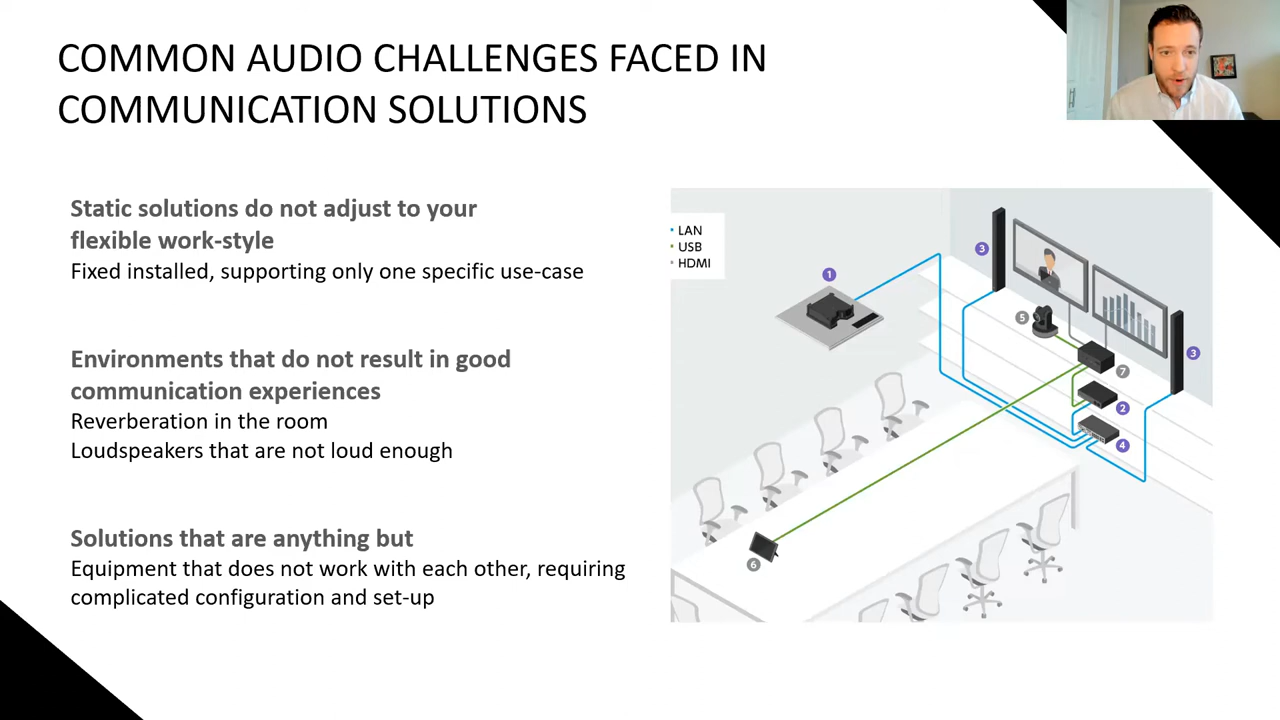 COMMON AUDIO CHALLENGES FACED IN
COMMUNICATION SOLUTIONS
Static solutions do not adjust to your
flexible work-style
Fixed installed, supporting only one specific use-case
Environments that do not result in good
communication experiences
Reverberation in the room
Loudspeakers that are not loud enough
Solutions that are anything but
Equipment that does not work with each other, requiring
complicated configuration and set-up
LAN
USB
HDMI
1
3
5
3
7
2
4
6